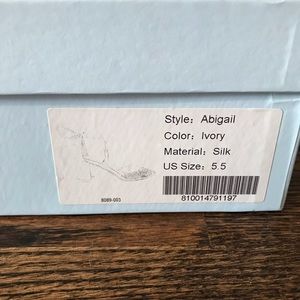 Style: Abigail
Color: Ivory
Material: Silk
US Size: 5.5
8089-003
810014791197